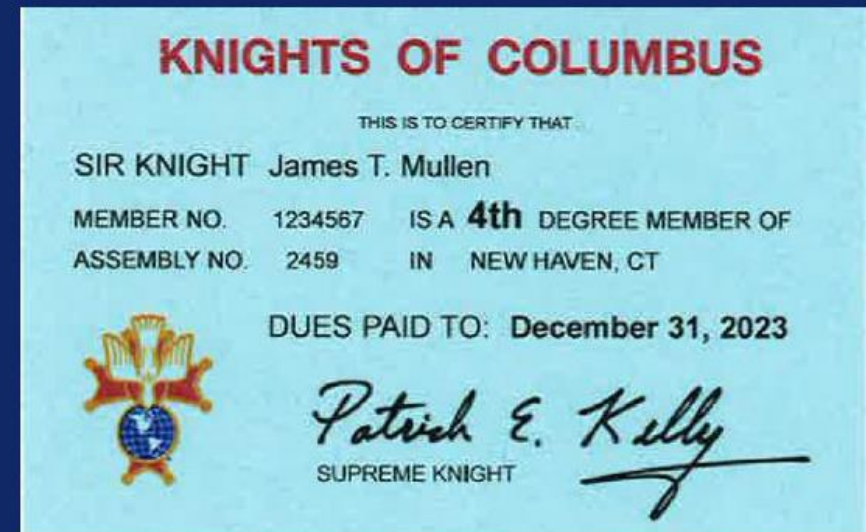 KNIGHTS OF COLUMBUS
THIS IS TO CERTIFY THAT
SIR KNIGHT James T. Mullen
MEMBER NO. 1234567 IS A 4th DEGREE MEMBER OF
ASSEMBLY NO. 2459 IN NEW HAVEN, CT
DUES PAID TO: December 31, 2023
Patrick E. Kelly
SUPREME KNIGHT